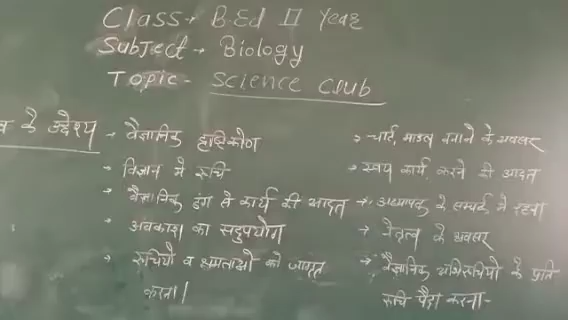 Class → B.Ed II Year
Subject → Biology
Topic - Science Club
व के उद्देश्य
→ वैज्ञानिक दृष्टिकोण
→ विज्ञान में रूचि
→ वैज्ञानिक ढंग से कार्य की आदत
→ अवकाश का सदुपयोग
→ रूचियों व क्षमताओं को जाग्रत
करना।
→ चार्ट, माडल बनाने के अवसर
→ स्वयं कार्य करने की आदत
→ अध्यापक के सम्पर्क में रहना
→ नेतृत्व के अवसर
→ वैज्ञानिक अभिरूचियों के प्रति
रूचि पैदा करना-